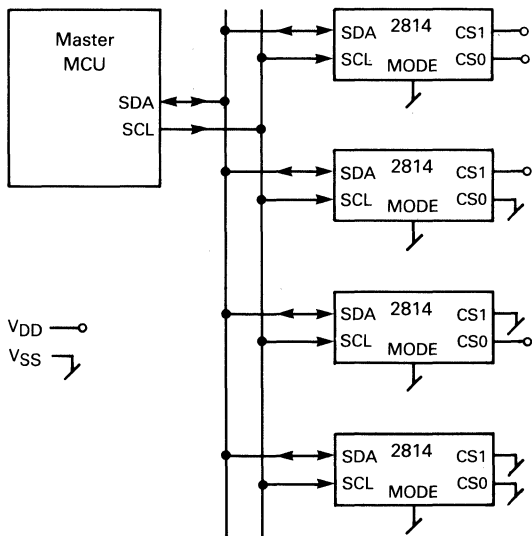 Master
MCU
SDA
SCL
SDA 2814 CS1
SCL CS0
MODE
SDA 2814 CS1
SCL CS0
MODE
SDA 2814 CS1
SCL CS0
MODE
SDA 2814 CS1
SCL CS0
MODE
VDD
VSS